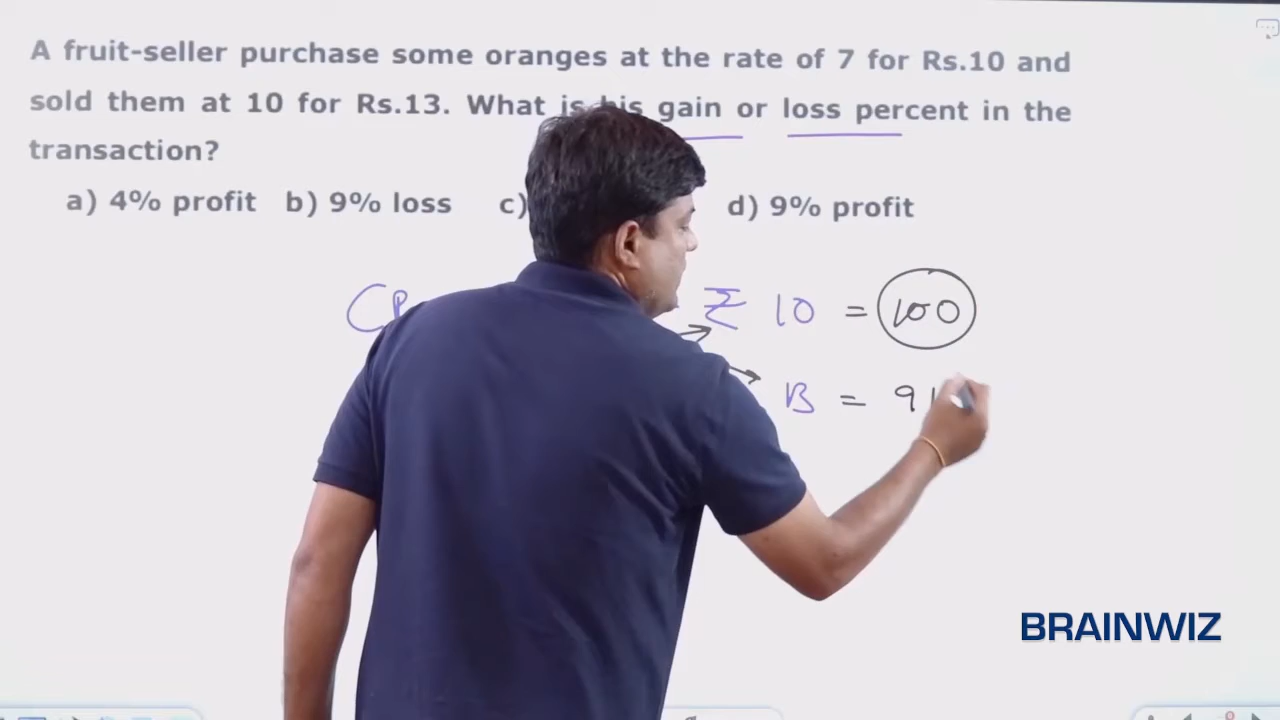 A fruit-seller purchase some oranges at the rate of 7 for Rs.10 and
sold them at 10 for Rs.13. What is his gain or loss percent in the
transaction?
a) 4% profit b) 9% loss c) d) 9% profit
CP ₹ 10 = 100
13 = 91
BRAINWIZ